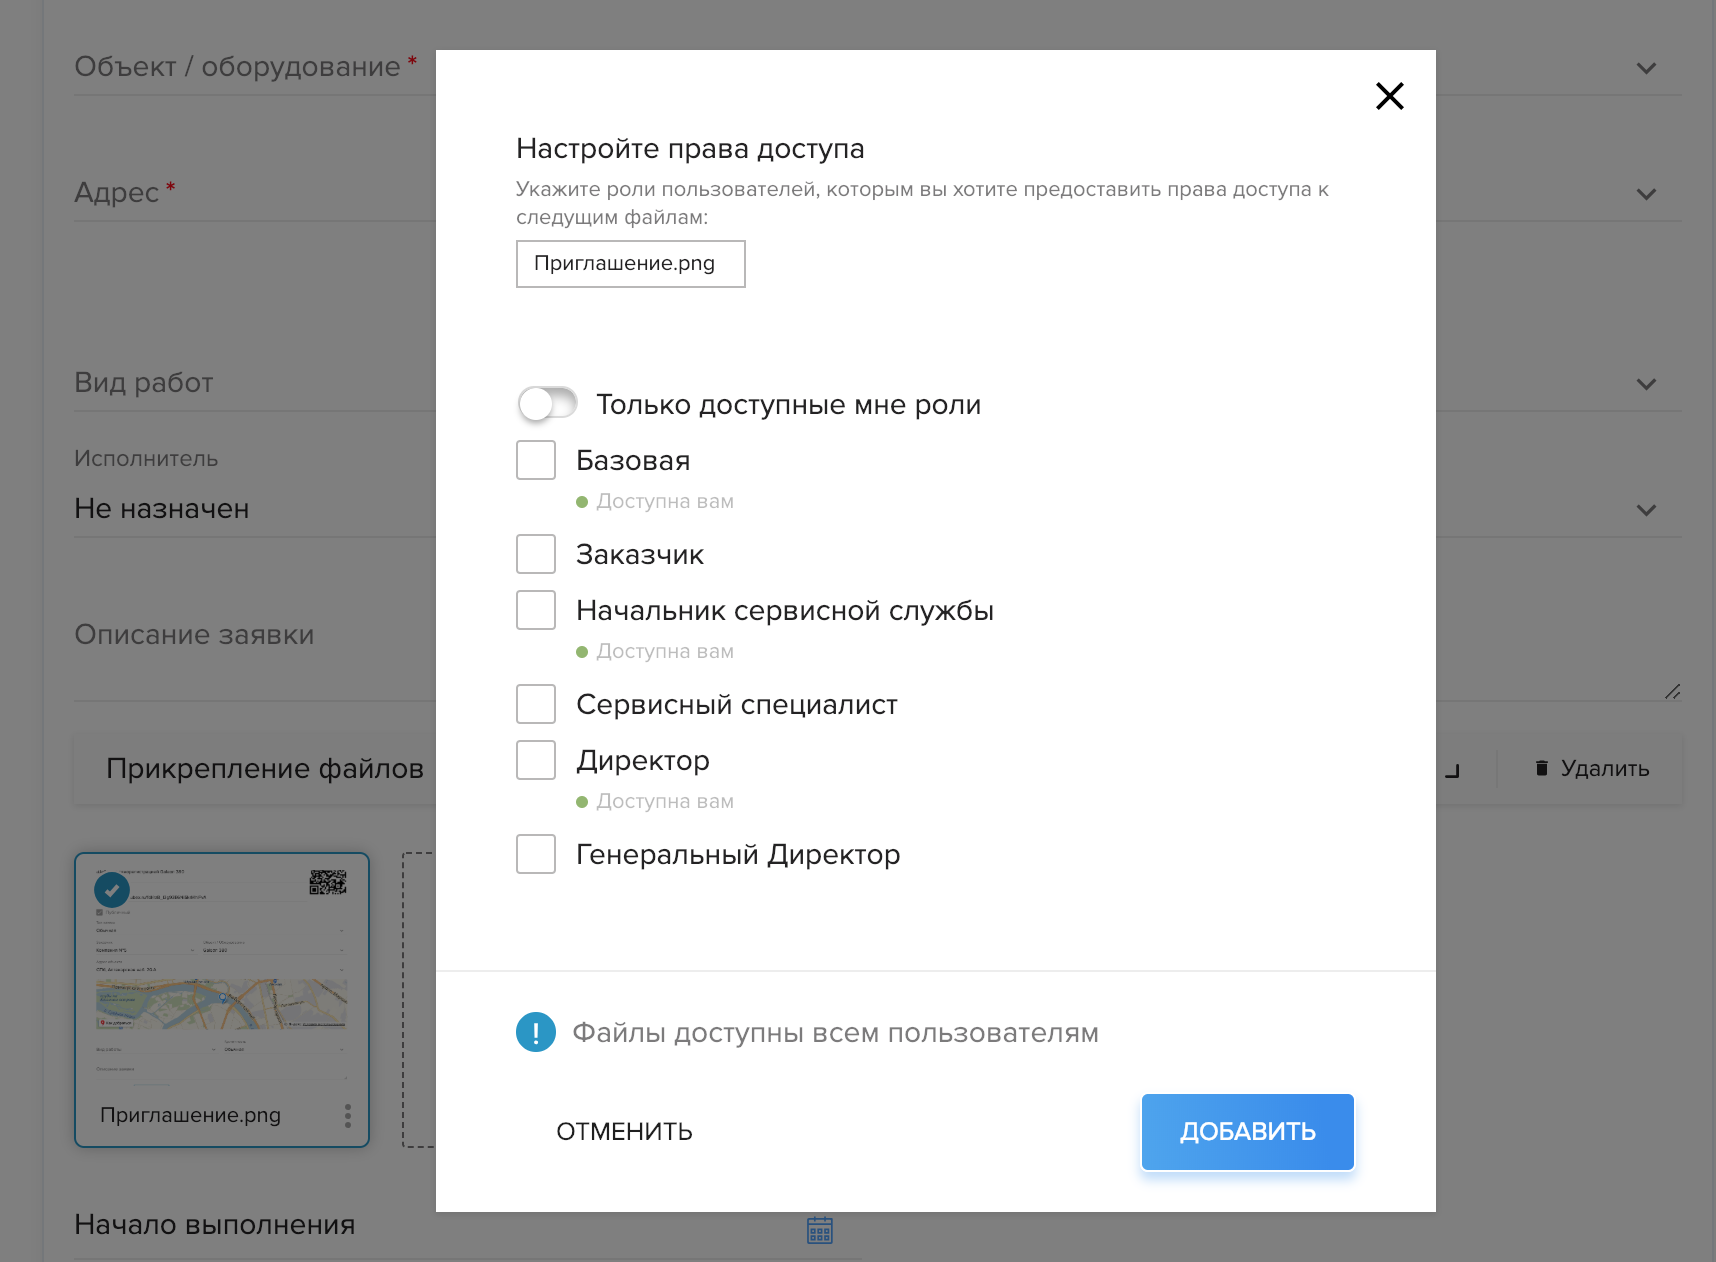 Объект / оборудование *
Адрес *
Вид работ
Исполнитель
Не назначен
Описание заявки
Прикрепление файлов
Удалить
Приглашение.png
Начало выполнения
Настройте права доступа
Укажите роли пользователей, которым вы хотите предоставить права доступа к
следущим файлам:
Приглашение.png
Только доступные мне роли
Базовая
Доступна вам
Заказчик
Начальник сервисной службы
Доступна вам
Сервисный специалист
Директор
Доступна вам
Генеральный Директор
Файлы доступны всем пользователям
ОТМЕНИТЬ
ДОБАВИТЬ